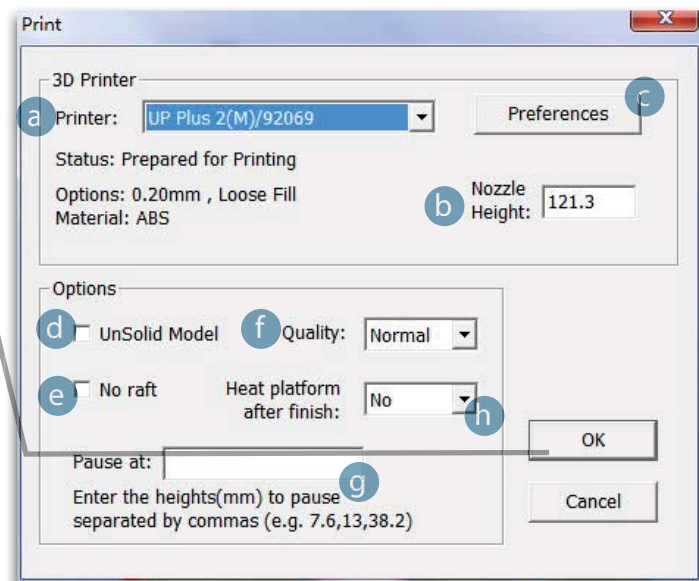 Print
x
3D Printer
a Printer: UP Plus 2(M)/92069
Preferences c
Status: Prepared for Printing
Options: 0.20mm , Loose Fill
Material: ABS
b Nozzle
Height: 121.3
Options
d UnSolid Model
f Quality: Normal
e No raft
Heat platform
after finish: No h
Pause at: g
Enter the heights(mm) to pause
separated by commas (e.g. 7.6,13,38.2)
OK
Cancel